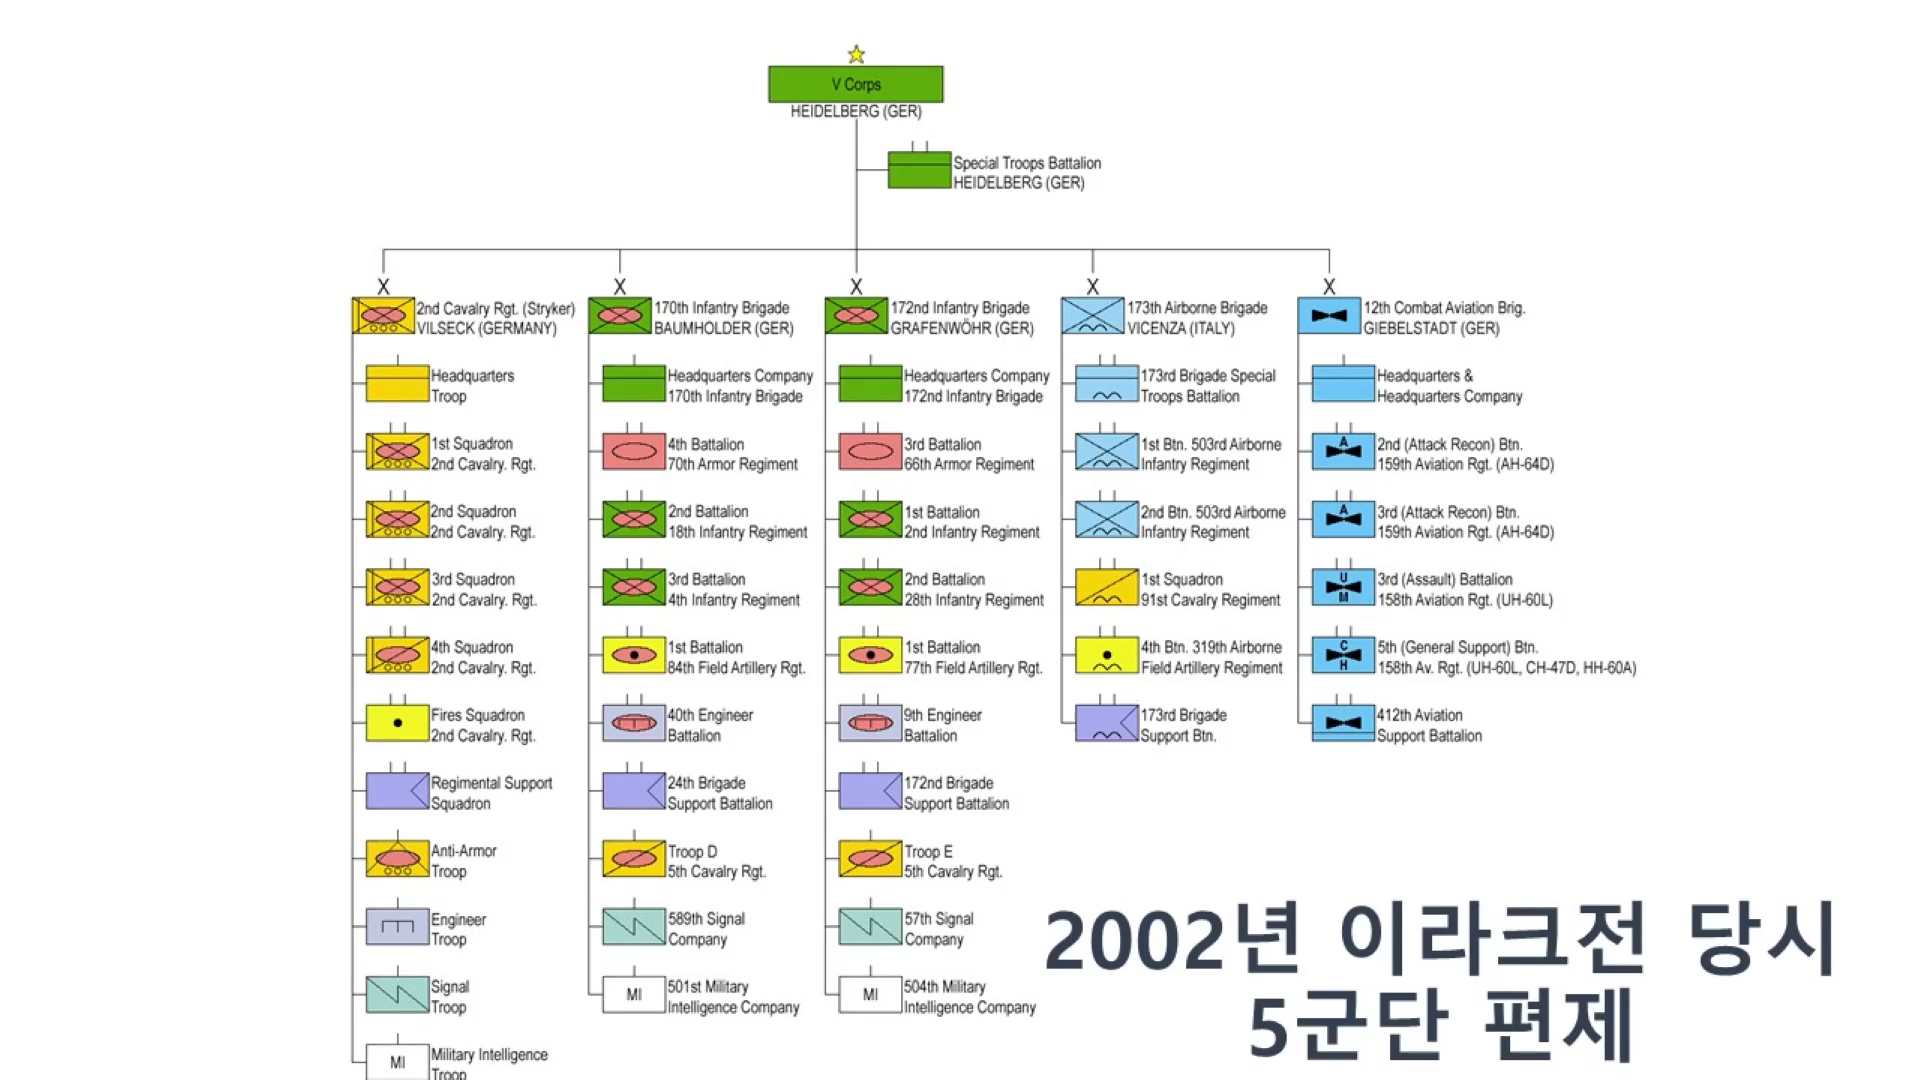 V Corps
HEIDELBERG (GER)
Special Troops Battalion
HEIDELBERG (GER)
X
2nd Cavalry Rgt. (Stryker)
VILSECK (GERMANY)
Headquarters
Troop
1st Squadron
2nd Cavalry. Rgt.
2nd Squadron
2nd Cavalry. Rgt.
3rd Squadron
2nd Cavalry. Rgt.
4th Squadron
2nd Cavalry. Rgt.
Fires Squadron
2nd Cavalry. Rgt.
Regimental Support
Squadron
Anti-Armor
Troop
Engineer
Troop
Signal
Troop
MI
Military Intelligence
Troop
X
170th Infantry Brigade
BAUMHOLDER (GER)
Headquarters Company
170th Infantry Brigade
4th Battalion
70th Armor Regiment
2nd Battalion
18th Infantry Regiment
3rd Battalion
4th Infantry Regiment
1st Battalion
84th Field Artillery Rgt.
40th Engineer
Battalion
24th Brigade
Support Battalion
Troop D
5th Cavalry Rgt.
589th Signal
Company
MI
501st Military
Intelligence Company
X
172nd Infantry Brigade
GRAFENWÖHR (GER)
Headquarters Company
172nd Infantry Brigade
3rd Battalion
66th Armor Regiment
1st Battalion
2nd Infantry Regiment
2nd Battalion
28th Infantry Regiment
1st Battalion
77th Field Artillery Rgt.
9th Engineer
Battalion
172nd Brigade
Support Battalion
Troop E
5th Cavalry Rgt.
57th Signal
Company
MI
504th Military
Intelligence Company
X
173th Airborne Brigade
VICENZA (ITALY)
173rd Brigade Special
Troops Battalion
1st Btn. 503rd Airborne
Infantry Regiment
2nd Btn. 503rd Airborne
Infantry Regiment
1st Squadron
91st Cavalry Regiment
4th Btn. 319th Airborne
Field Artillery Regiment
173rd Brigade
Support Btn.
X
12th Combat Aviation Brig.
GIEBELSTADT (GER)
Headquarters &
Headquarters Company
A
2nd (Attack Recon) Btn.
159th Aviation Rgt. (AH-64D)
A
3rd (Attack Recon) Btn.
159th Aviation Rgt. (AH-64D)
U
M
3rd (Assault) Battalion
158th Aviation Rgt. (UH-60L)
C
H
5th (General Support) Btn.
158th Av. Rgt. (UH-60L, CH-47D, HH-60A)
412th Aviation
Support Battalion
2002년 이라크전 당시
5군단 편제